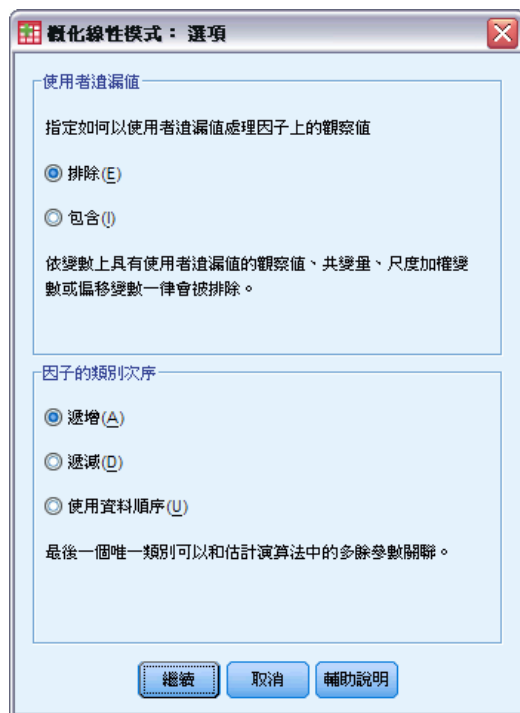 概化線性模式： 選項
使用者遺漏值
指定如何以使用者遺漏值處理因子上的觀察值
排除(E)
包含(I)
依變數上具有使用者遺漏值的觀察值、共變量、尺度加權變
數或偏移變數一律會被排除。
因子的類別次序
遞增(A)
遞減(D)
使用資料順序(U)
最後一個唯一類別可以和估計演算法中的多餘參數關聯。
繼續
取消
輔助說明